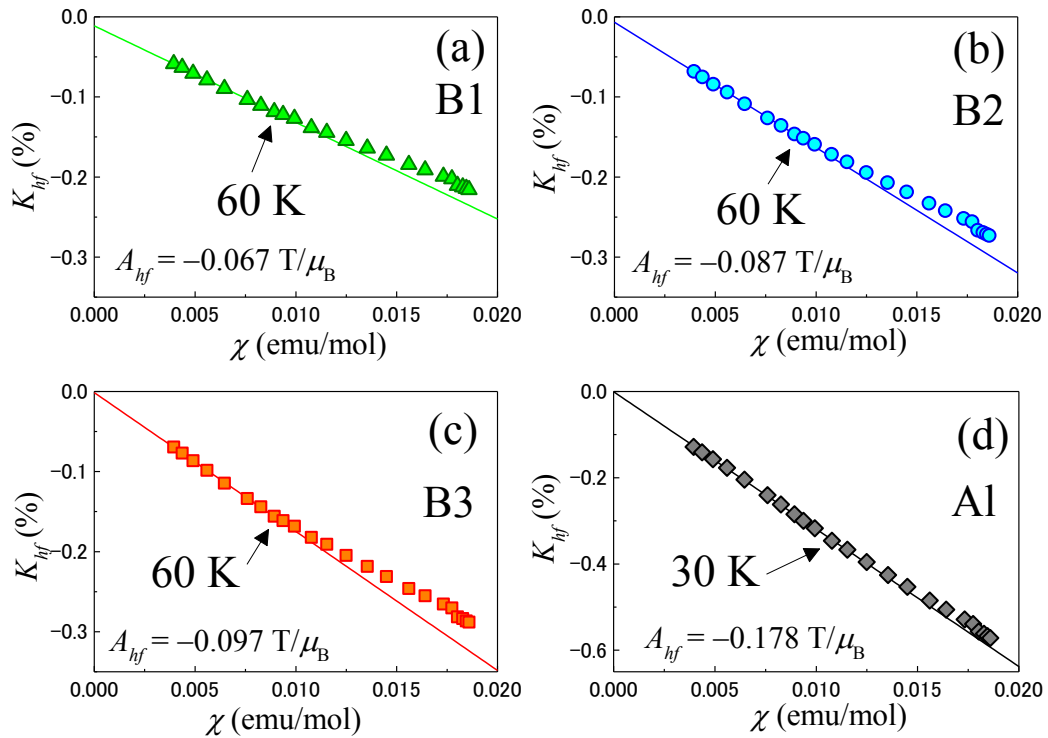 0.0
−0.1
−0.2
−0.3
K_hf (%)
(a)
B1
60 K
A_hf = −0.067 T/μ_B
0.000 0.005 0.010 0.015 0.020
χ (emu/mol)
0.0
−0.1
−0.2
−0.3
K_hf (%)
(b)
B2
60 K
A_hf = −0.087 T/μ_B
0.000 0.005 0.010 0.015 0.020
χ (emu/mol)
0.0
−0.1
−0.2
−0.3
K_hf (%)
(c)
B3
60 K
A_hf = −0.097 T/μ_B
0.000 0.005 0.010 0.015 0.020
χ (emu/mol)
0.0
−0.2
−0.4
−0.6
K_hf (%)
(d)
Al
30 K
A_hf = −0.178 T/μ_B
0.000 0.005 0.010 0.015 0.020
χ (emu/mol)